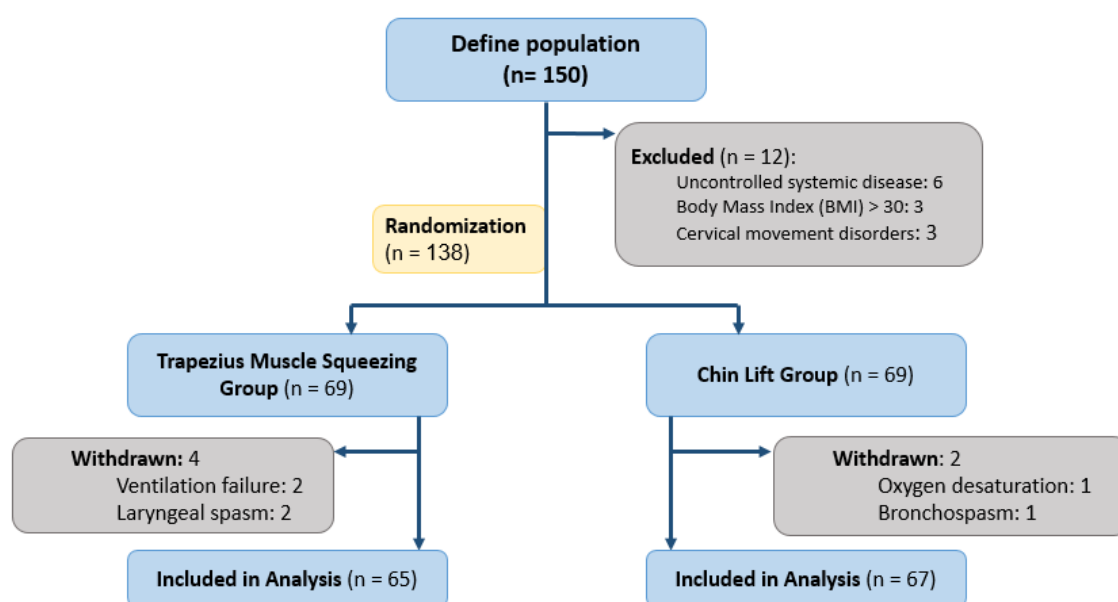 Define population
(n= 150)
Excluded (n = 12):
Uncontrolled systemic disease: 6
Body Mass Index (BMI) > 30: 3
Cervical movement disorders: 3
Randomization
(n = 138)
Trapezius Muscle Squeezing
Group (n = 69)
Chin Lift Group (n = 69)
Withdrawn: 4
Ventilation failure: 2
Laryngeal spasm: 2
Withdrawn: 2
Oxygen desaturation: 1
Bronchospasm: 1
Included in Analysis (n = 65)
Included in Analysis (n = 67)